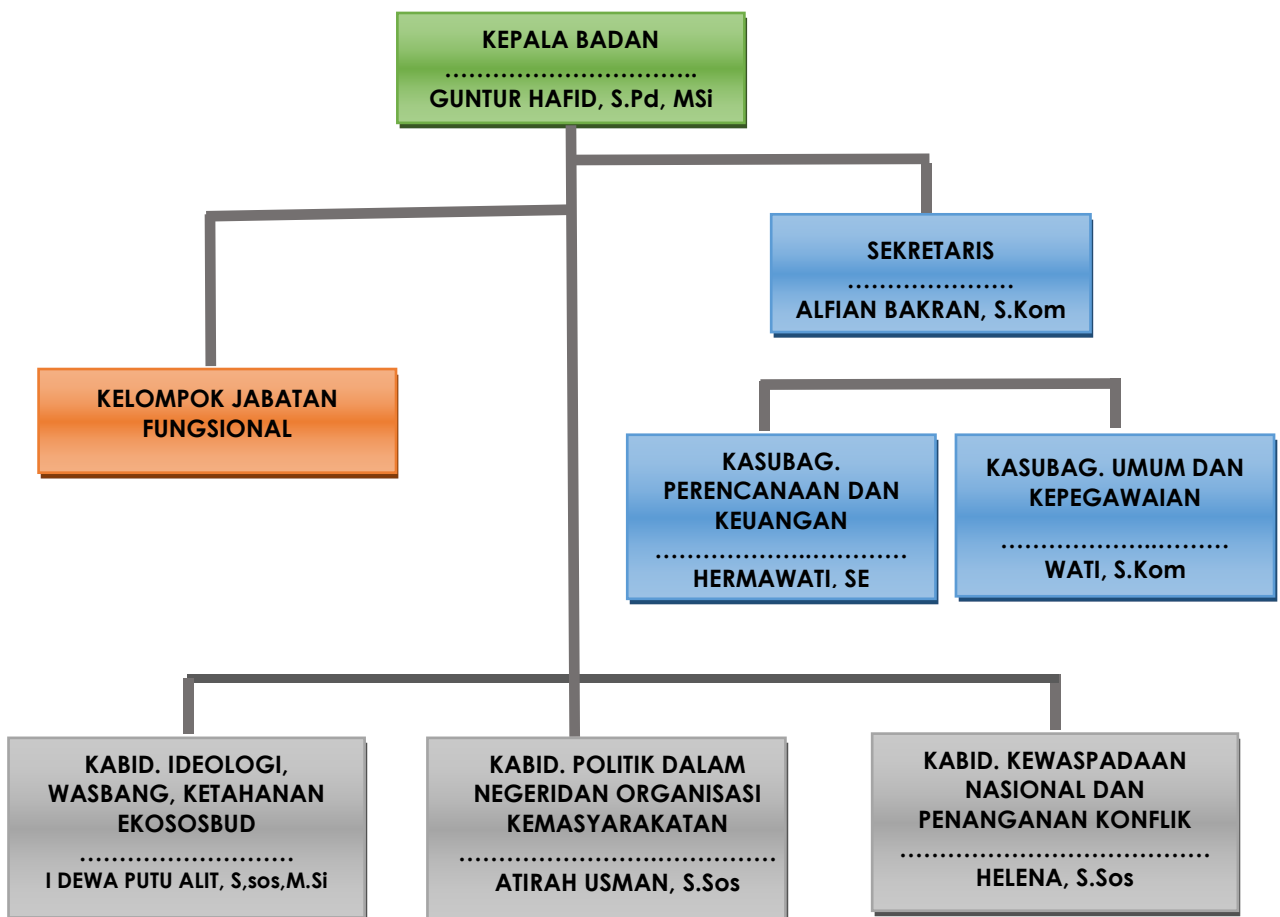 KEPALA BADAN
……………………………..
GUNTUR HAFID, S.Pd, MSi
SEKRETARIS
…………………
ALFIAN BAKRAN, S.Kom
KELOMPOK JABATAN
FUNGSIONAL
KASUBAG.
PERENCANAAN DAN
KEUANGAN
………………...…………
HERMAWATI, SE
KASUBAG. UMUM DAN
KEPEGAWAIAN
………………..………
WATI, S.Kom
KABID. IDEOLOGI,
WASBANG, KETAHANAN
EKOSOSBUD
………………………
I DEWA PUTU ALIT, S,sos,M.Si
KABID. POLITIK DALAM
NEGERIDAN ORGANISASI
KEMASYARAKATAN
…………………………………
ATIRAH USMAN, S.Sos
KABID. KEWASPADAAN
NASIONAL DAN
PENANGANAN KONFLIK
…………………………………
HELENA, S.Sos